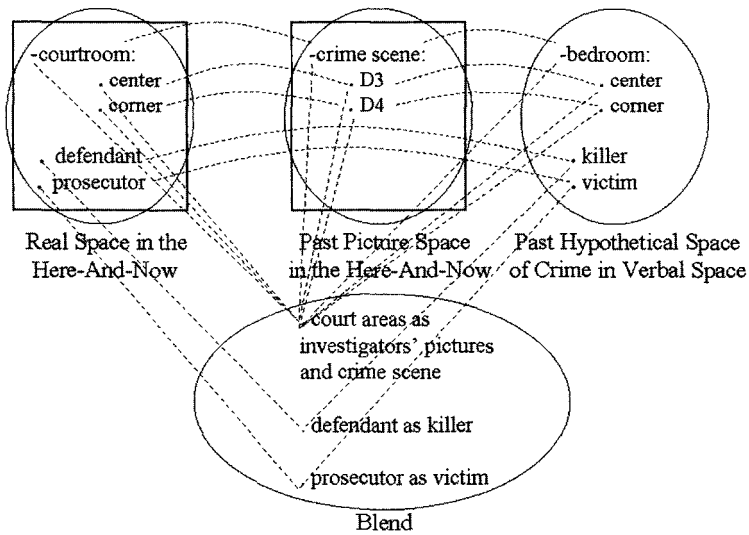 -courtroom:
. center
. corner
defendant
prosecutor
Real Space in the
Here-And-Now
-crime scene:
. D3
. D4
Past Picture Space
in the Here-And-Now
-bedroom:
. center
. corner
. killer
. victim
Past Hypothetical Space
of Crime in Verbal Space
court areas as
investigators' pictures
and crime scene
defendant as killer
prosecutor as victim
Blend